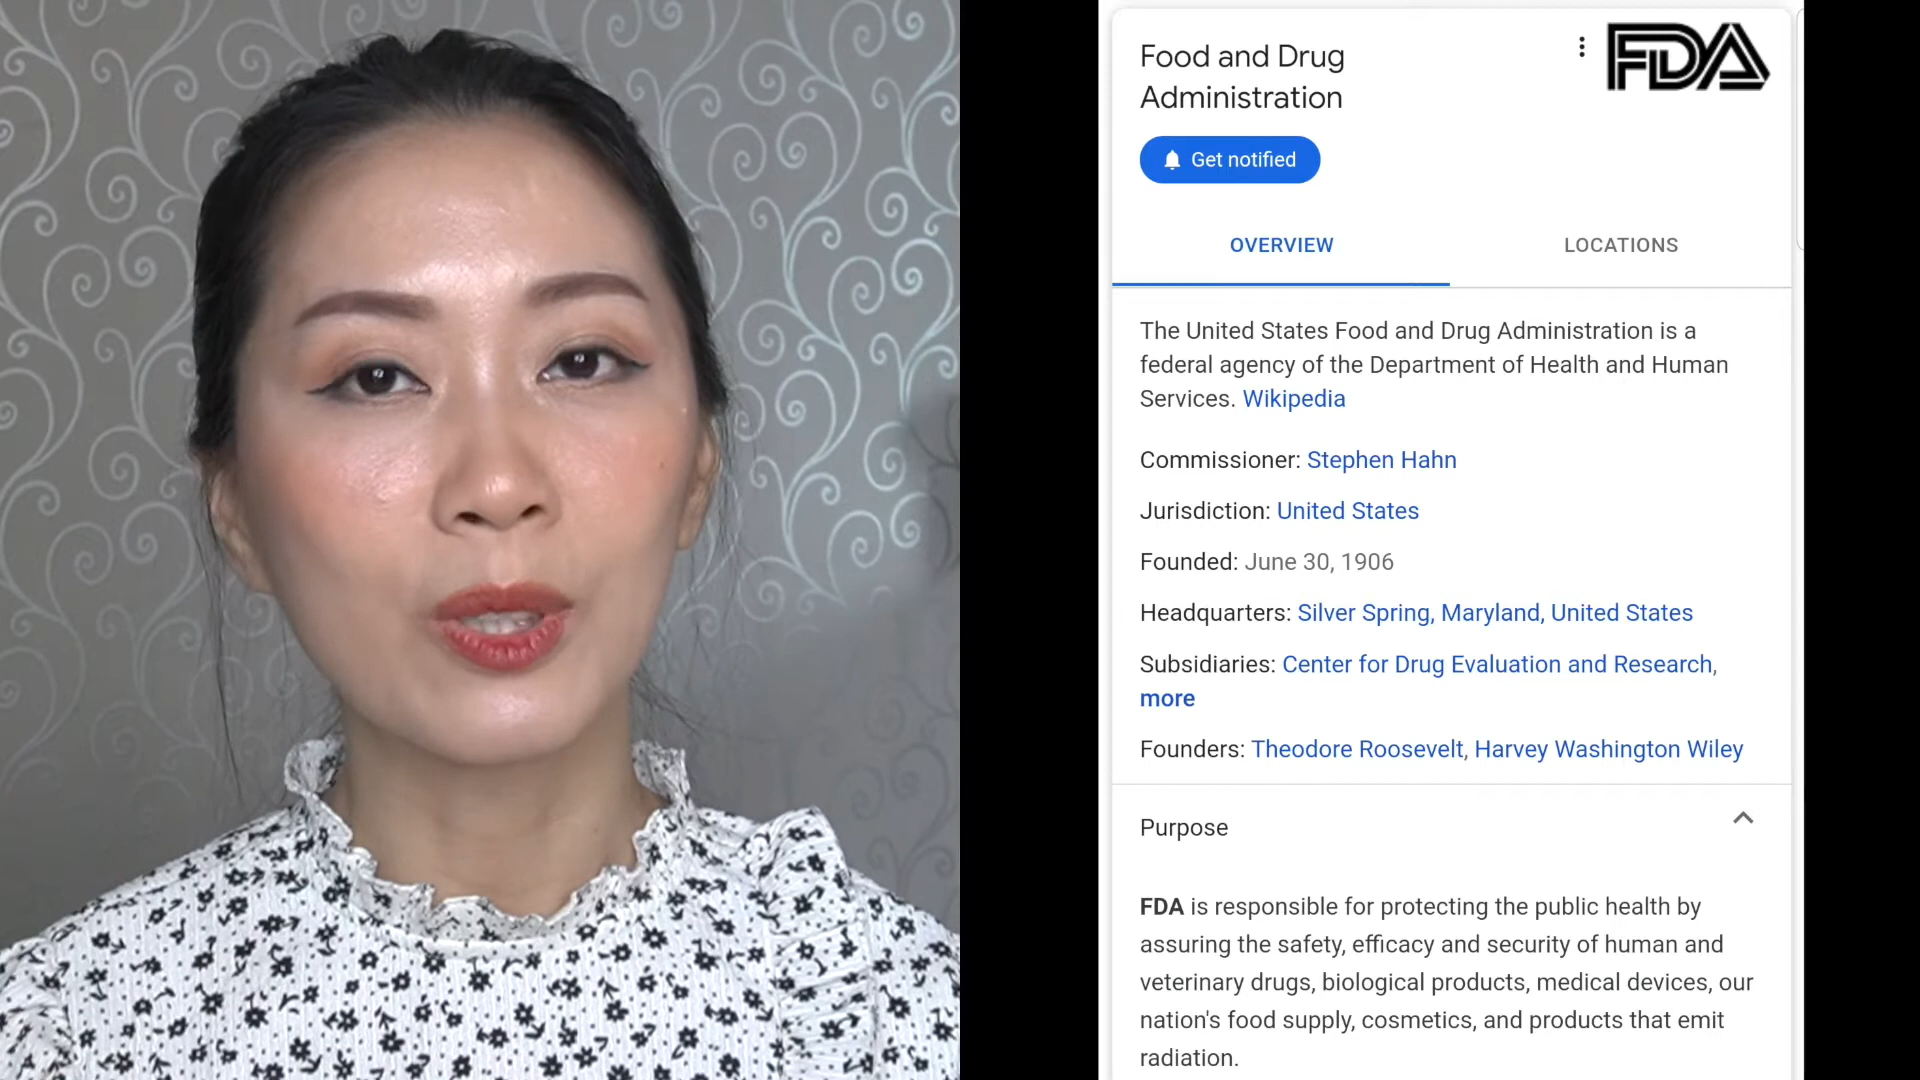 Food and Drug
Administration
FDA
Get notified
OVERVIEW
LOCATIONS
The United States Food and Drug Administration is a
federal agency of the Department of Health and Human
Services. Wikipedia
Commissioner: Stephen Hahn
Jurisdiction: United States
Founded: June 30, 1906
Headquarters: Silver Spring, Maryland, United States
Subsidiaries: Center for Drug Evaluation and Research,
more
Founders: Theodore Roosevelt, Harvey Washington Wiley
Purpose
FDA is responsible for protecting the public health by
assuring the safety, efficacy and security of human and
veterinary drugs, biological products, medical devices, our
nation's food supply, cosmetics, and products that emit
radiation.